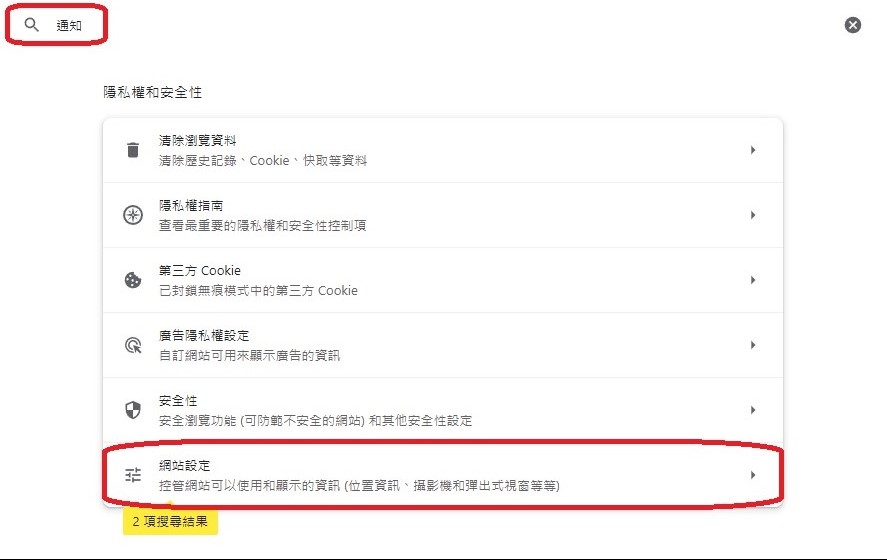 通知
隱私權和安全性
清除瀏覽資料
清除歷史記錄、Cookie、快取等資料
隱私權指南
查看最重要的隱私權和安全性控制項
第三方 Cookie
已封鎖無痕模式中的第三方 Cookie
廣告隱私權設定
自訂網站可用來顯示廣告的資訊
安全性
安全瀏覽功能 (可防範不安全的網站) 和其他安全性設定
網站設定
控管網站可以使用和顯示的資訊 (位置資訊、攝影機和彈出式視窗等等)
2 項搜尋結果